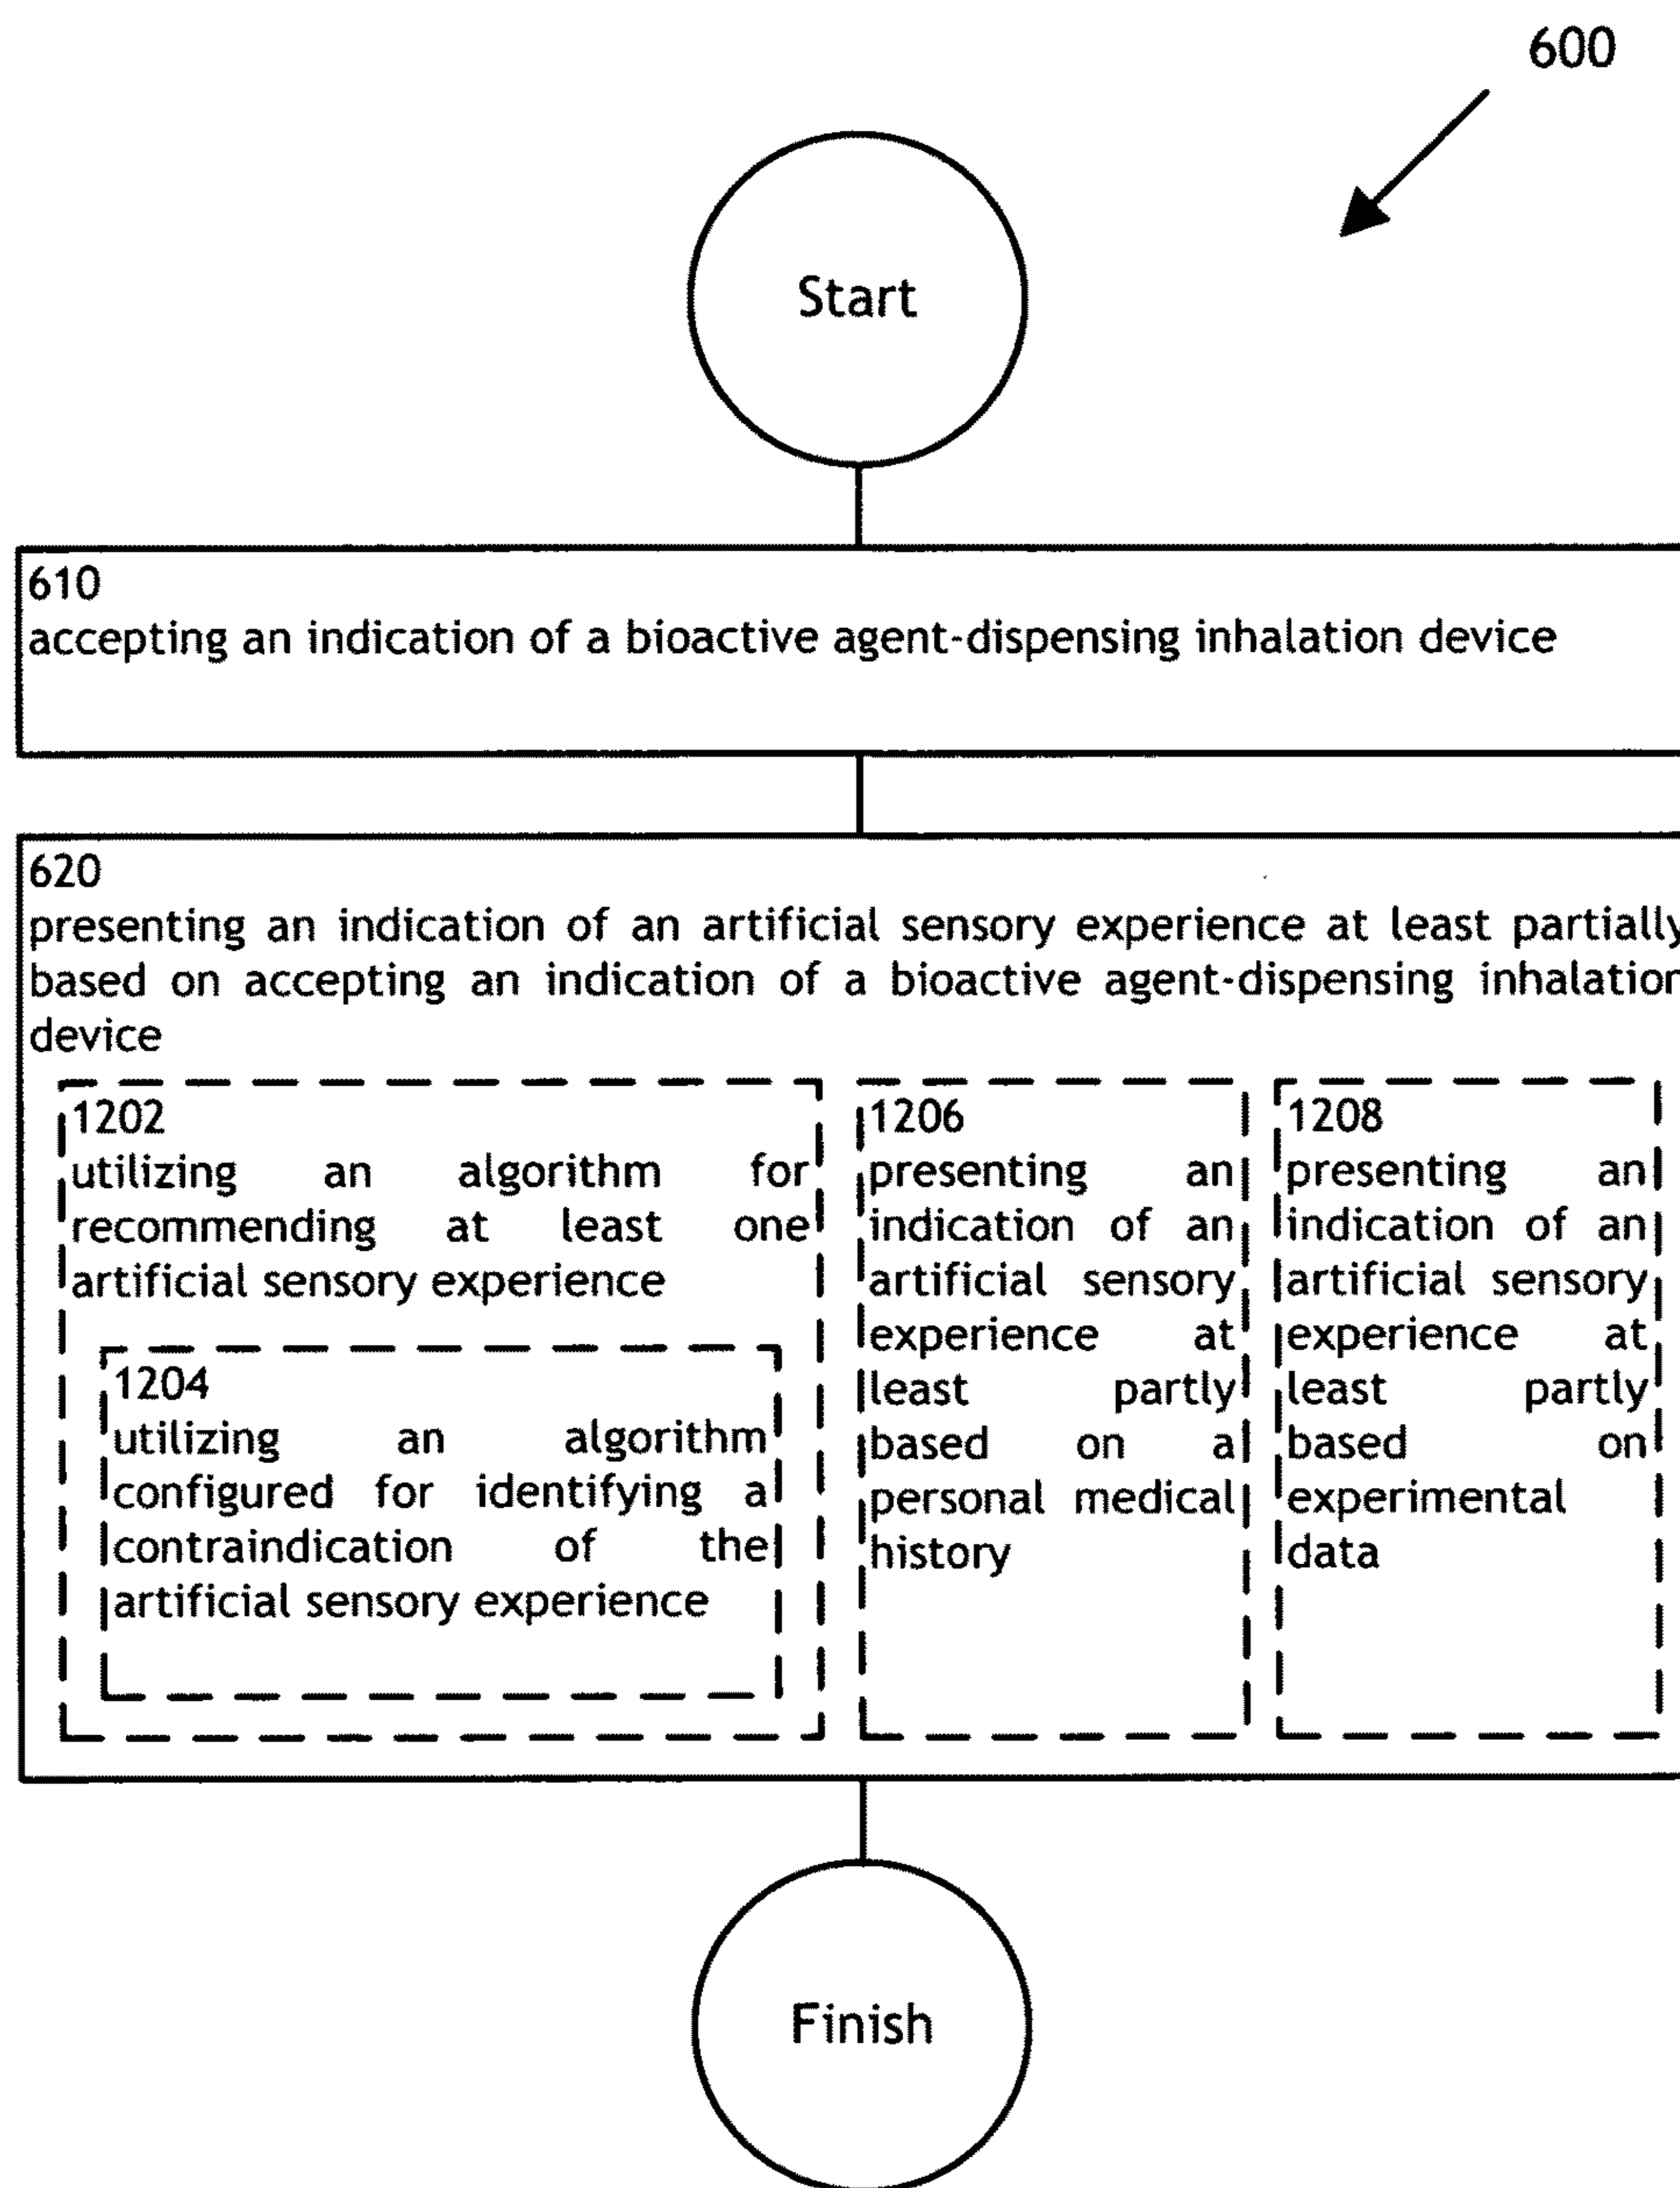 600
Start
610
accepting an indication of a bioactive agent-dispensing inhalation device
620
presenting an indication of an artificial sensory experience at least partially
based on accepting an indication of a bioactive agent-dispensing inhalation
device
1202
utilizing an algorithm for
recommending at least one
artificial sensory experience
1204
utilizing an algorithm
configured for identifying a
contraindication of the
artificial sensory experience
1206
presenting an
indication of an
artificial sensory
experience at
least partly
based on a
personal medical
history
1208
presenting an
indication of an
artificial sensory
experience at
least partly
based on
experimental
data
Finish